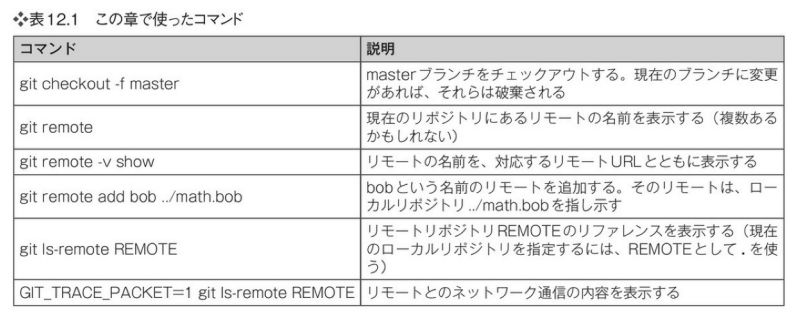 ❖表12.1 この章で使ったコマンド
コマンド 説明
git checkout -f master masterブランチをチェックアウトする。現在のブランチに変更
があれば、それらは破棄される
git remote 現在のリポジトリにあるリモートの名前を表示する（複数ある
かもしれない）
git remote -v show リモートの名前を、対応するリモートURLとともに表示する
git remote add bob ../math.bob bobという名前のリモートを追加する。そのリモートは、ロー
カルリポジトリ../math.bobを指し示す
git ls-remote REMOTE リモートリポジトリREMOTEのリファレンスを表示する（現在
のローカルリポジトリを指定するには、REMOTEとして . を使
う）
GIT_TRACE_PACKET=1 git ls-remote REMOTE リモートとのネットワーク通信の内容を表示する